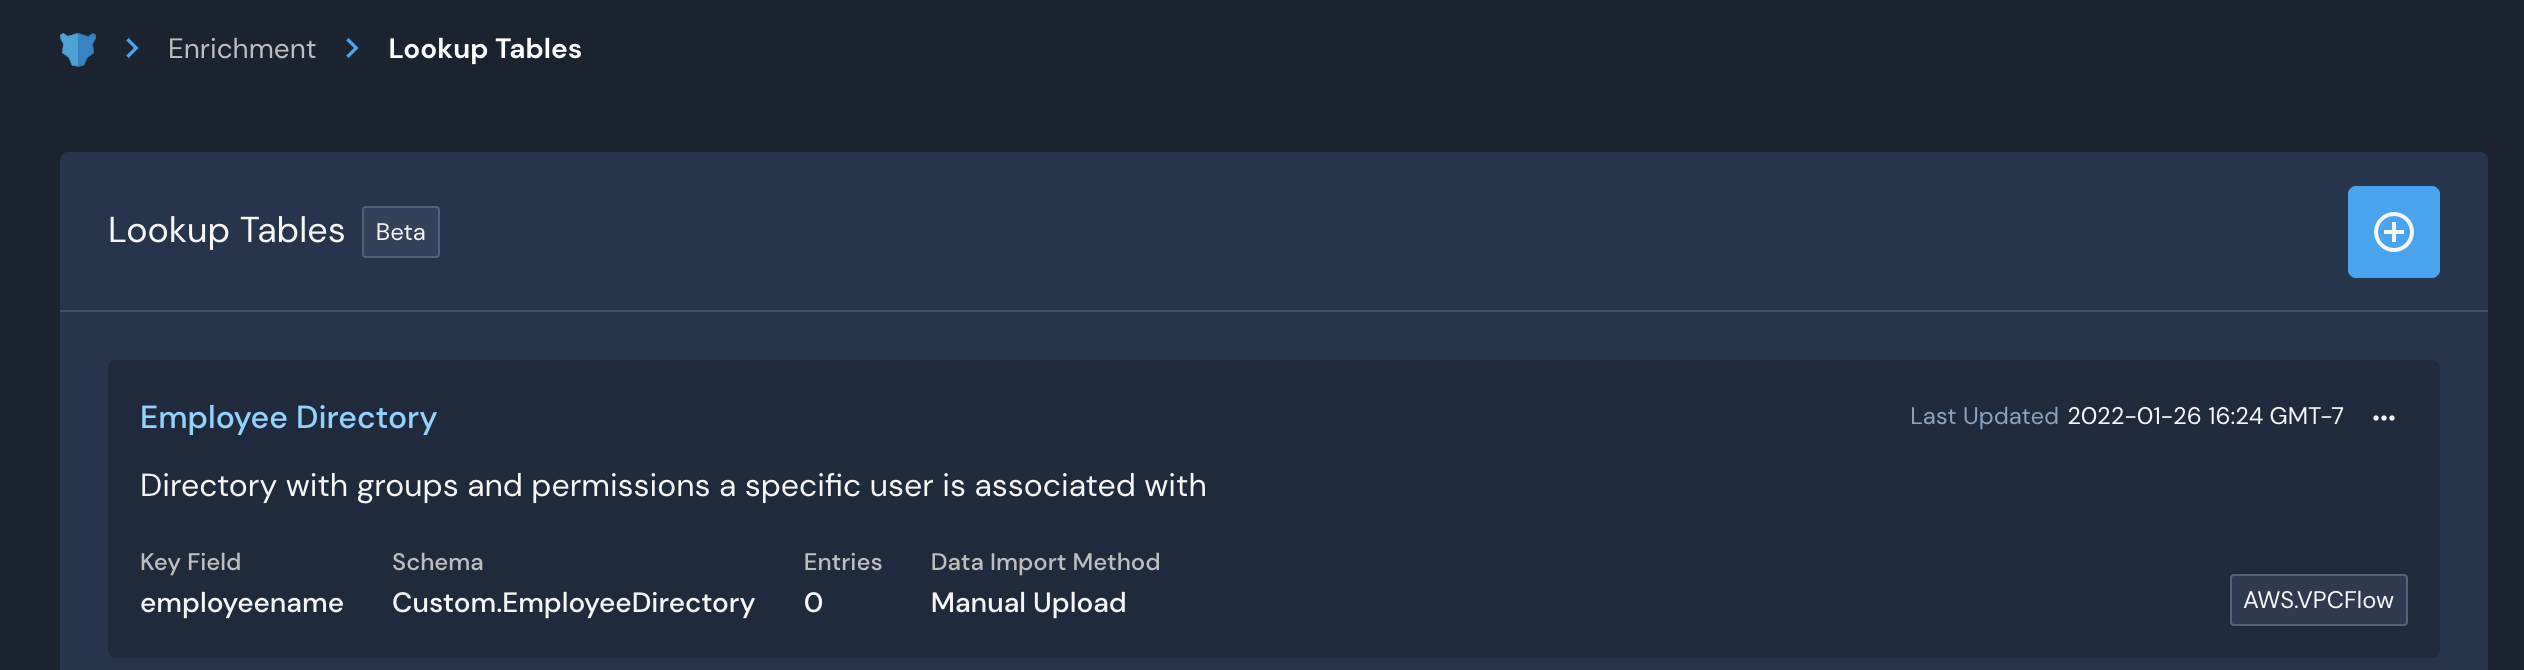 Enrichment Lookup Tables
Lookup Tables Beta
Employee Directory Last Updated 2022-01-26 16:24 GMT-7
Directory with groups and permissions a specific user is associated with
Key Field Schema Entries Data Import Method
employeename Custom.EmployeeDirectory 0 Manual Upload AWS.VPCFlow